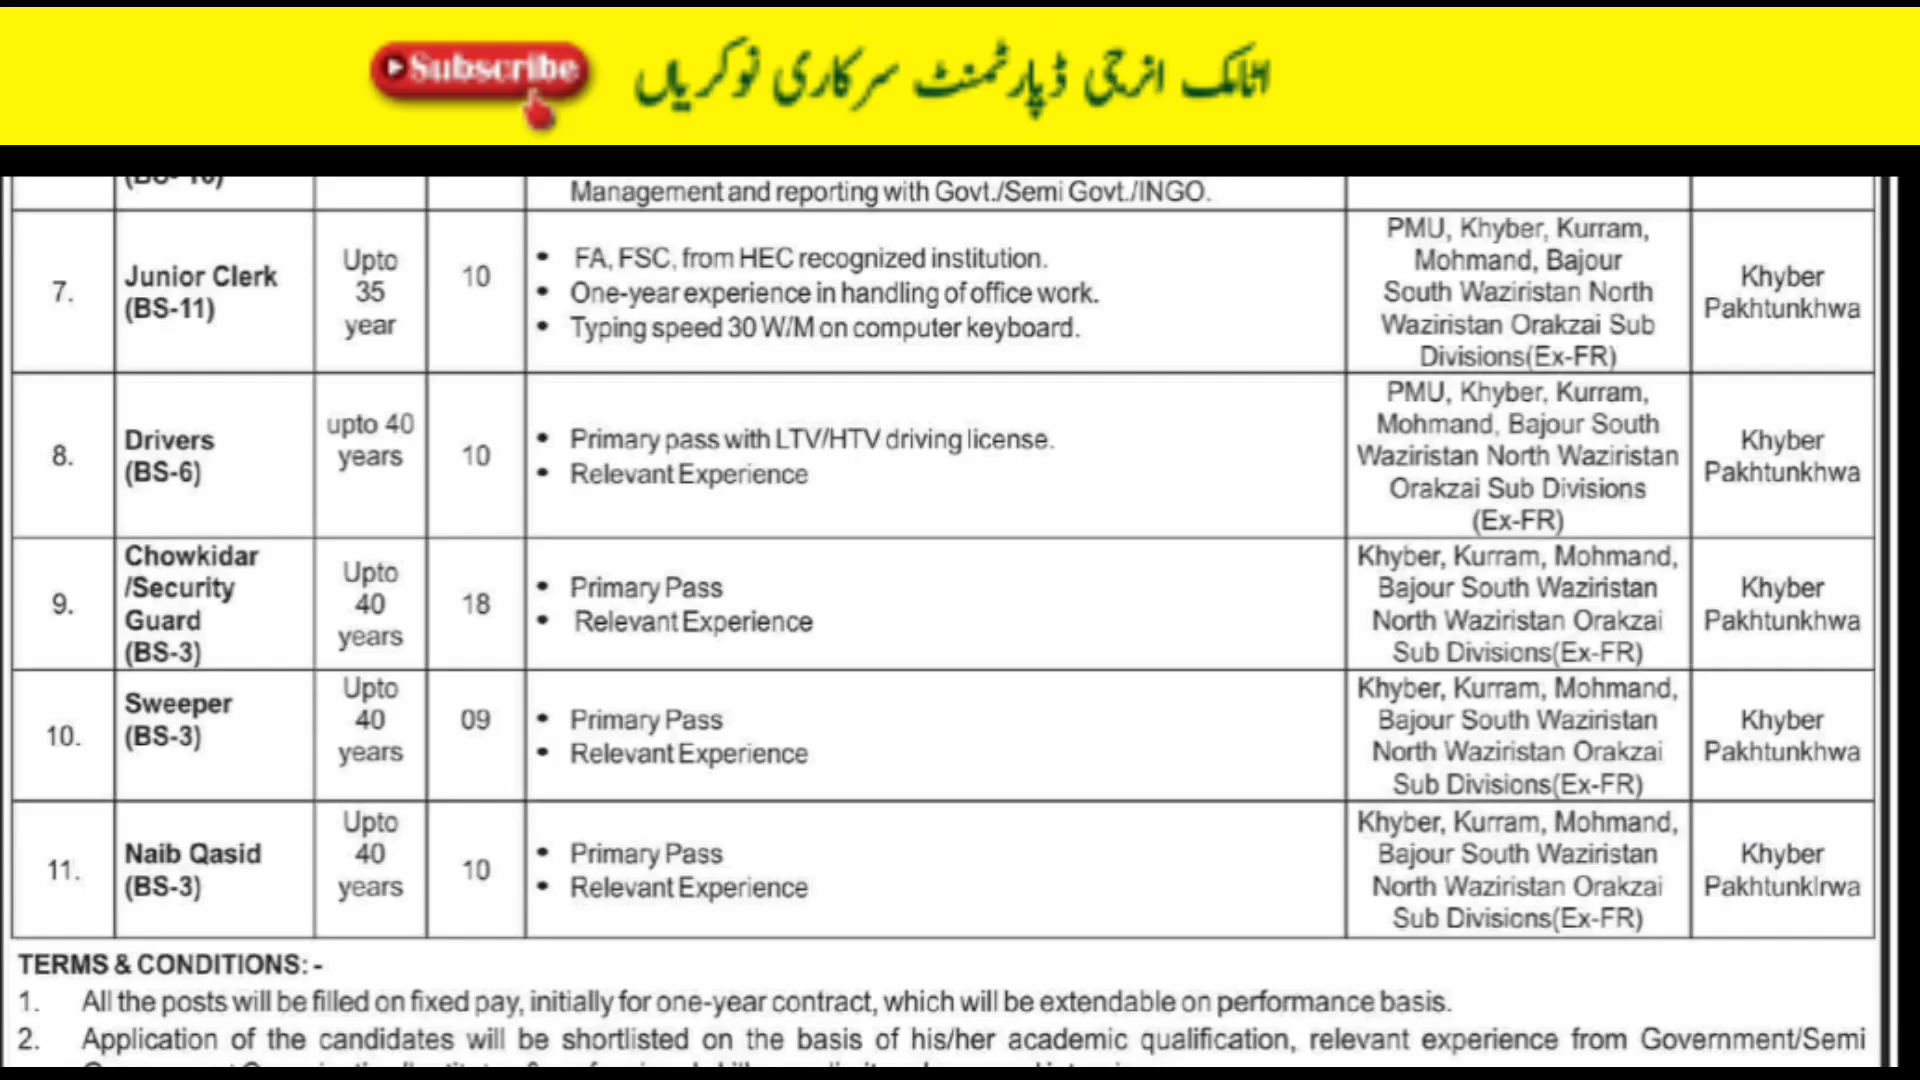 Subscribe
اٹامک انرجی ڈپارٹمنٹ سرکاری نوکریاں
Management and reporting with Govt./Semi Govt./INGO.
7.
Junior Clerk
(BS-11)
Upto
35
year
10
• FA, FSC, from HEC recognized institution.
• One-year experience in handling of office work.
• Typing speed 30 W/M on computer keyboard.
PMU, Khyber, Kurram,
Mohmand, Bajour
South Waziristan North
Waziristan Orakzai Sub
Divisions(Ex-FR)
Khyber
Pakhtunkhwa
8.
Drivers
(BS-6)
upto 40
years
10
• Primary pass with LTV/HTV driving license.
• Relevant Experience
PMU, Khyber, Kurram,
Mohmand, Bajour South
Waziristan North Waziristan
Orakzai Sub Divisions
(Ex-FR)
Khyber
Pakhtunkhwa
9.
Chowkidar
/Security
Guard
(BS-3)
Upto
40
years
18
• Primary Pass
• Relevant Experience
Khyber, Kurram, Mohmand,
Bajour South Waziristan
North Waziristan Orakzai
Sub Divisions(Ex-FR)
Khyber
Pakhtunkhwa
10.
Sweeper
(BS-3)
Upto
40
years
09
• Primary Pass
• Relevant Experience
Khyber, Kurram, Mohmand,
Bajour South Waziristan
North Waziristan Orakzai
Sub Divisions(Ex-FR)
Khyber
Pakhtunkhwa
11.
Naib Qasid
(BS-3)
Upto
40
years
10
• Primary Pass
• Relevant Experience
Khyber, Kurram, Mohmand,
Bajour South Waziristan
North Waziristan Orakzai
Sub Divisions(Ex-FR)
Khyber
Pakhtunklrwa
TERMS & CONDITIONS: -
1. All the posts will be filled on fixed pay, initially for one-year contract, which will be extendable on performance basis.
2. Application of the candidates will be shortlisted on the basis of his/her academic qualification, relevant experience from Government/Semi